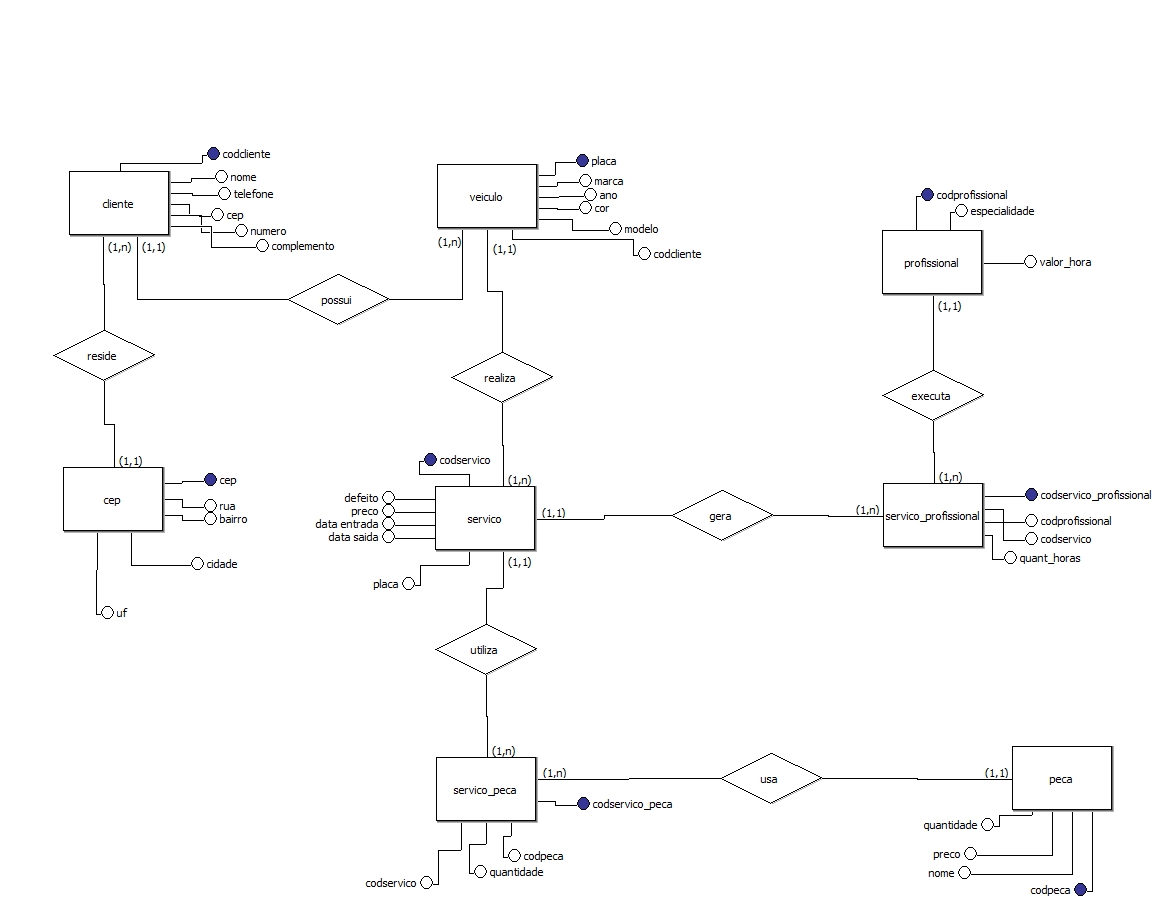 codcliente
nome
telefone
cep
numero
complemento
cliente
(1,n)
(1,1)
placa
marca
ano
cor
modelo
codcliente
veiculo
(1,n)
(1,1)
codprofissional
especialidade
valor_hora
profissional
(1,1)
possui
reside
realiza
executa
(1,1)
cep
cep
rua
bairro
cidade
uf
codservico
(1,n)
defeito
preco
data entrada
data saida
servico
(1,1)
placa
(1,1)
gera
(1,n)
(1,n)
servico_profissional
codservico_profissional
codprofissional
codservico
quant_horas
utiliza
(1,n)
servico_peca
(1,n)
codservico_peca
codpeca
quantidade
codservico
usa
(1,1)
peca
quantidade
preco
nome
codpeca